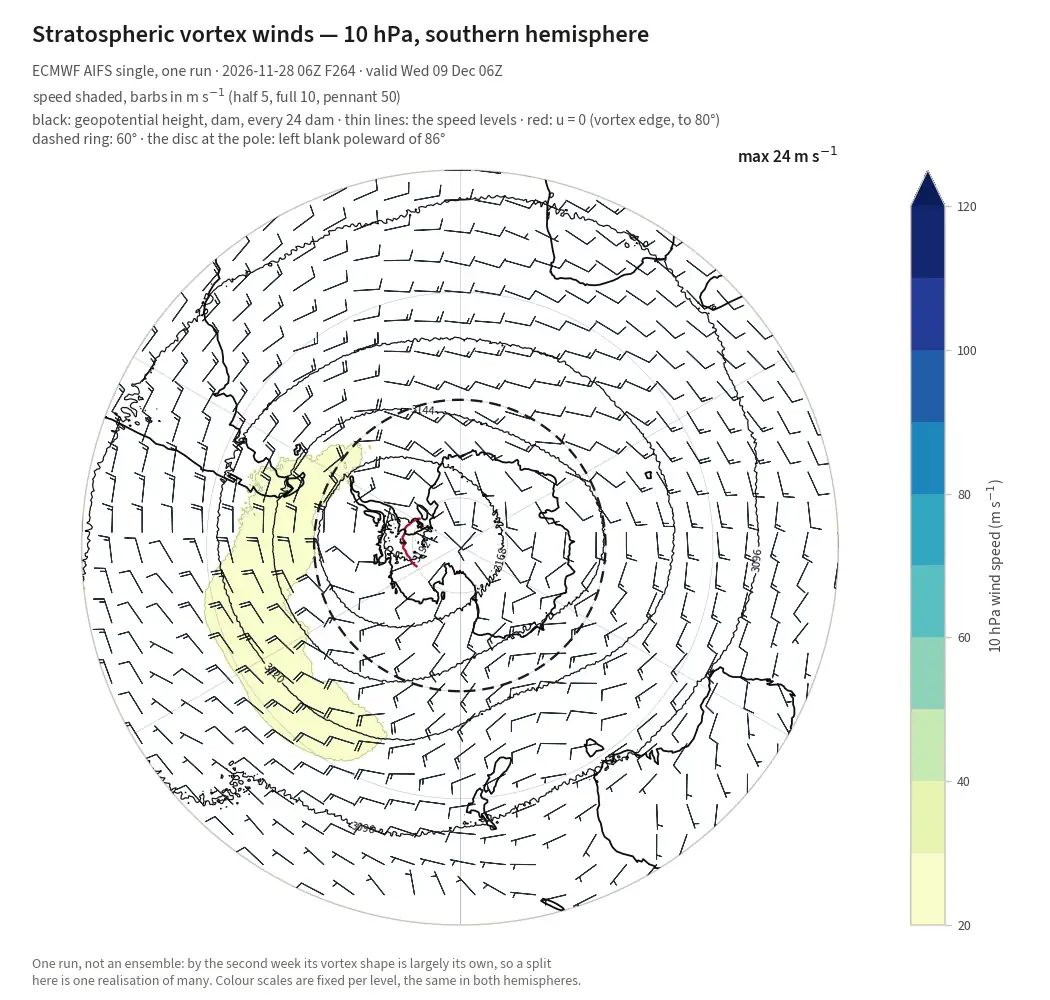 Stratospheric vortex winds — 10 hPa, southern hemisphere
ECMWF AIFS single, one run · 2026-11-28 06Z F264 · valid Wed 09 Dec 06Z
speed shaded, barbs in m s⁻¹ (half 5, full 10, pennant 50)
black: geopotential height, dam, every 24 dam · thin lines: the speed levels · red: u = 0 (vortex edge, to 80°)
dashed ring: 60° · the disc at the pole: left blank poleward of 86°
max 24 m s⁻¹
120
100
80
60
40
20
10 hPa wind speed (m s⁻¹)
3144
3168
3096
3120
3096
One run, not an ensemble: by the second week its vortex shape is largely its own, so a split
here is one realisation of many. Colour scales are fixed per level, the same in both hemispheres.